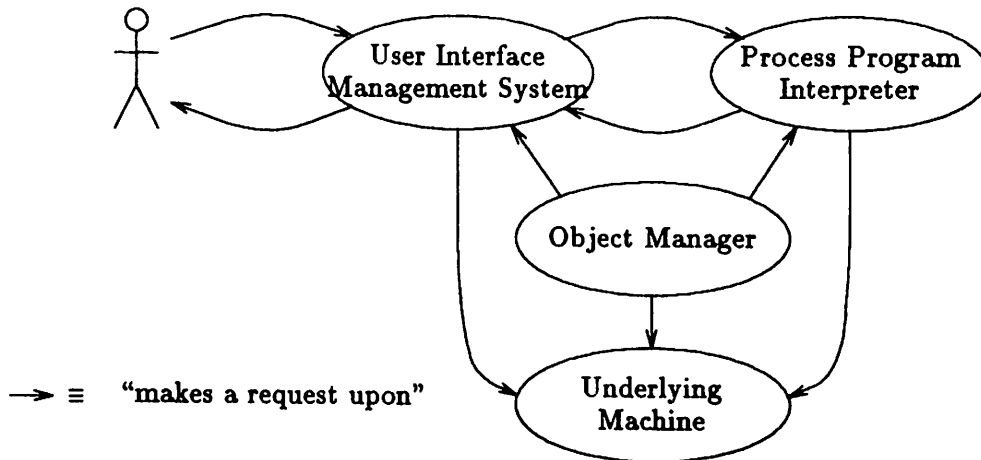 User Interface
Management System
Process Program
Interpreter
Object Manager
Underlying
Machine
≡ “makes a request upon”